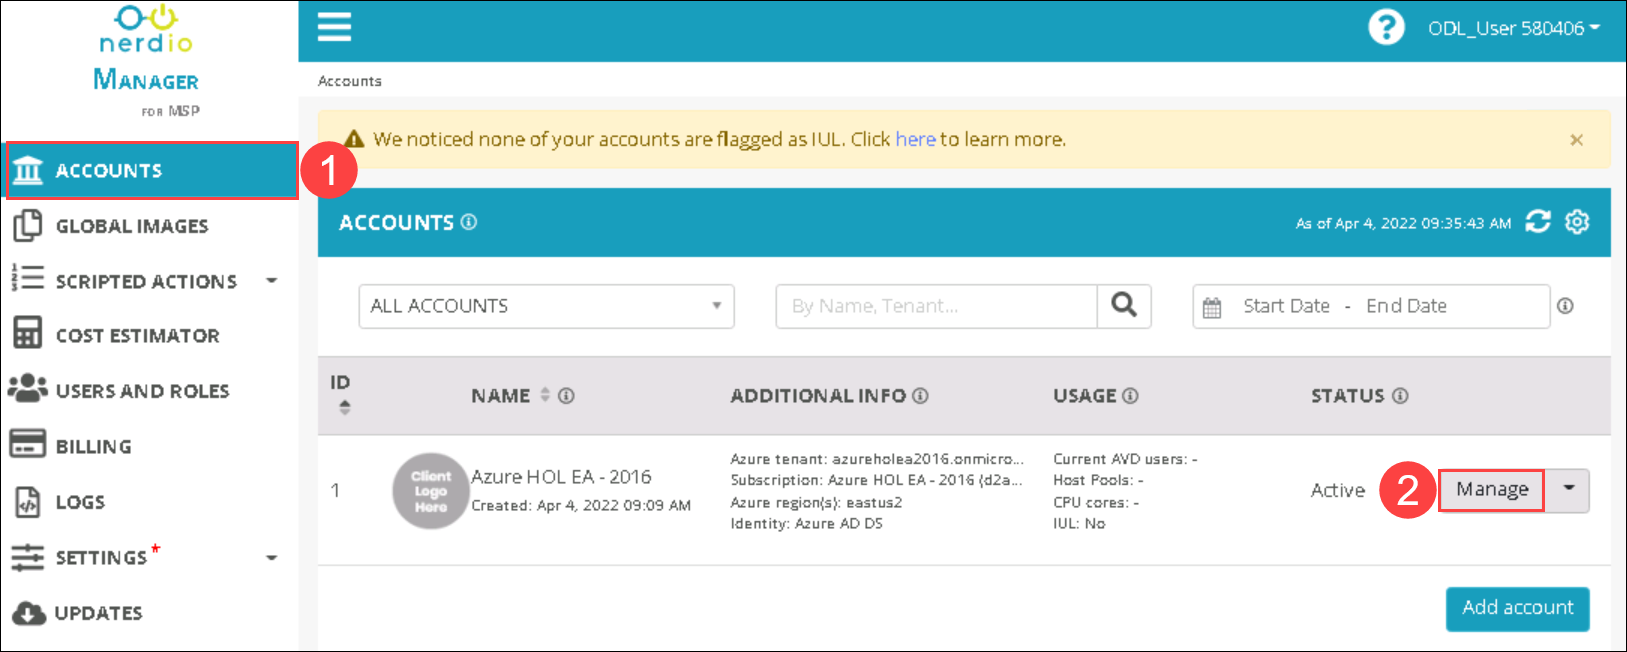 nerdio
MANAGER
FOR MSP
ACCOUNTS
1
GLOBAL IMAGES
SCRIPTED ACTIONS
COST ESTIMATOR
USERS AND ROLES
BILLING
LOGS
SETTINGS *
UPDATES
? ODL_User 580406
Accounts
We noticed none of your accounts are flagged as IUL. Click here to learn more. ×
ACCOUNTS
As of Apr 4, 2022 09:35:43 AM
ALL ACCOUNTS
By Name, Tenant...
Start Date - End Date
ID NAME ADDITIONAL INFO USAGE STATUS
1
Client
Logo
Here
Azure HOL EA - 2016
Created: Apr 4, 2022 09:09 AM
Azure tenant: azureholea2016.onmicro...
Subscription: Azure HOL EA - 2016 (d2a...
Azure region(s): eastus2
Identity: Azure AD DS
Current AVD users: -
Host Pools: -
CPU cores: -
IUL: No
Active
2
Manage
Add account